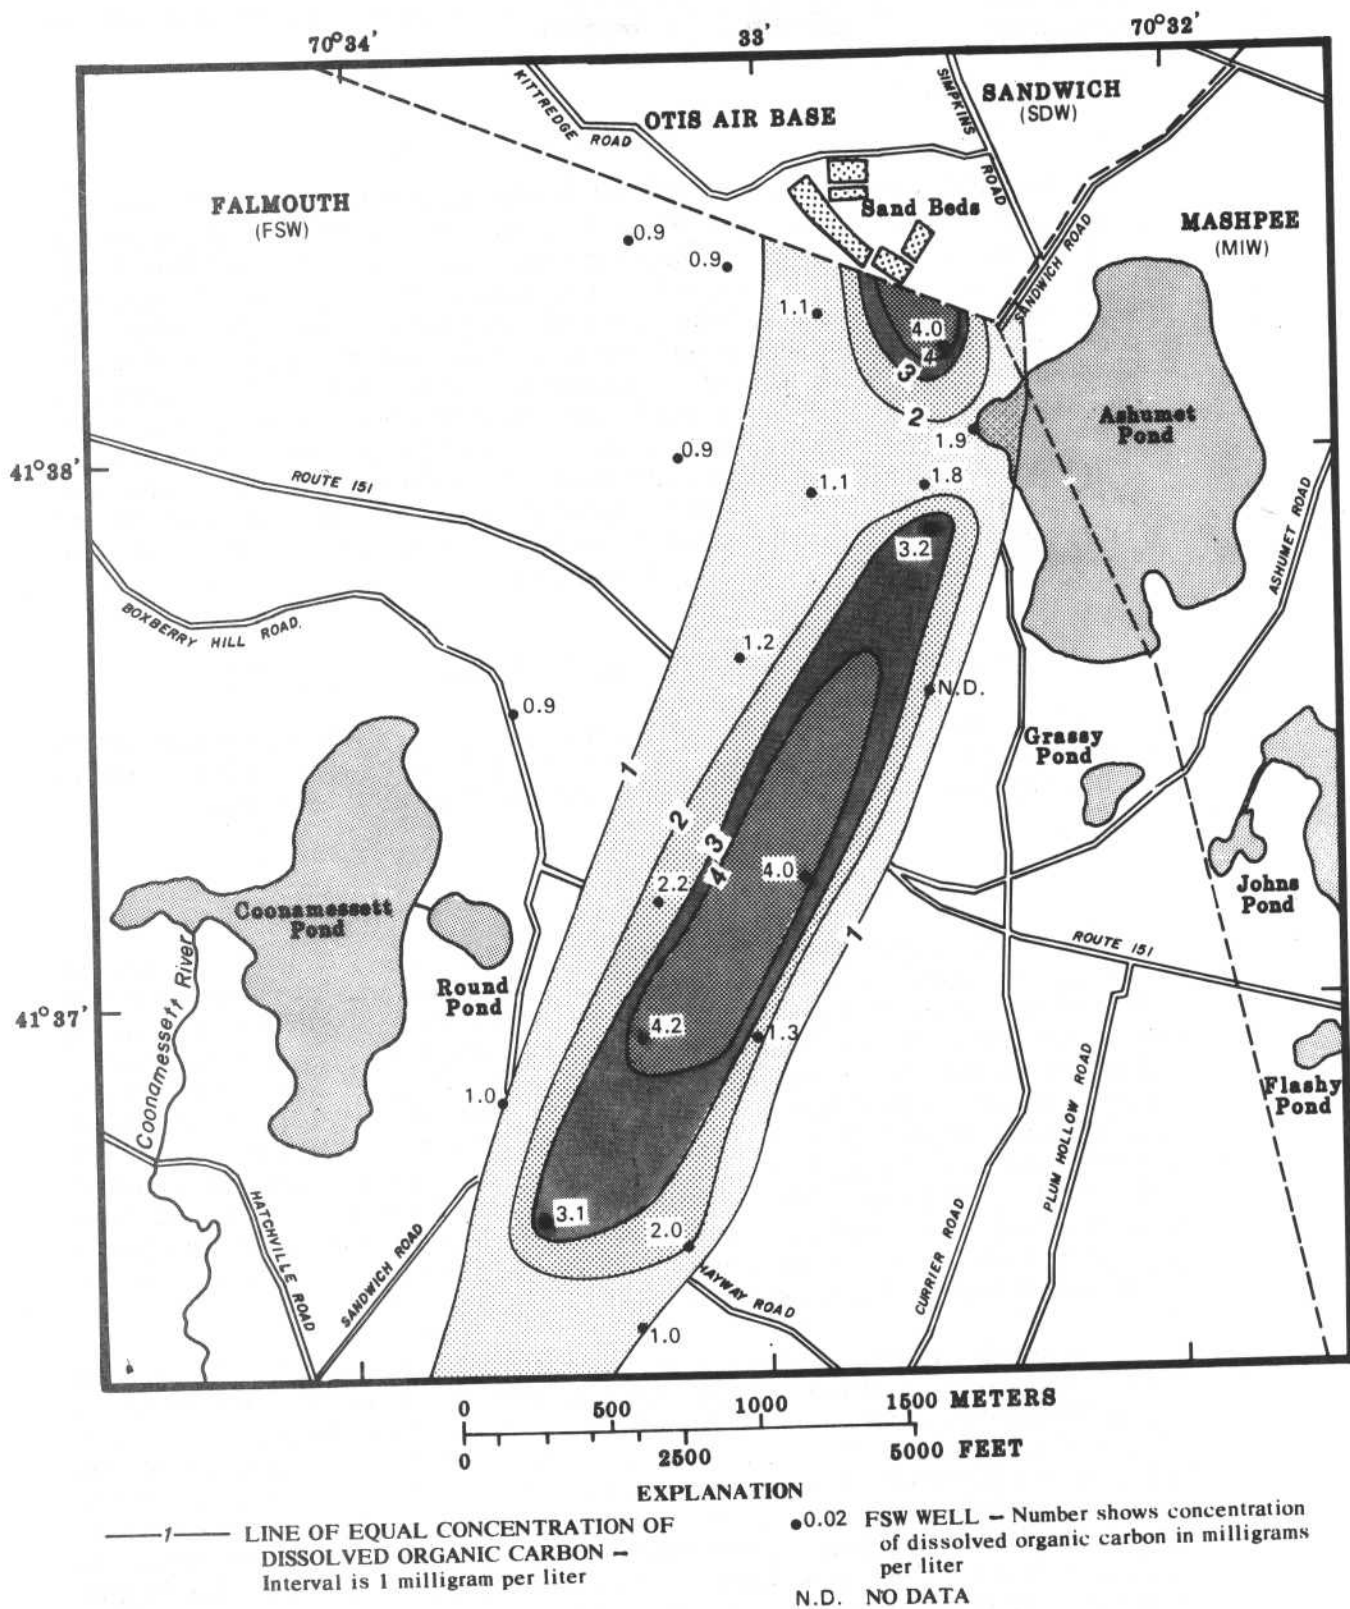 70°34'
33'
70°32'
KITTREDGE ROAD
OTIS AIR BASE
SIMPKINS ROAD
SANDWICH
(SDW)
FALMOUTH
(FSW)
Sand Beds
SANDWICH ROAD
MASHPEE
(MIW)
0.9
0.9
1.1
4.0
4
3
2
1.9
Ashumet
Pond
41°38'
ROUTE 151
0.9
1.1
1.8
3.2
ASHUMET ROAD
BOXBERRY HILL ROAD
1.2
N.D.
0.9
Grassy
Pond
1
2
3
4
4.0
2.2
1
Coonamessett
Pond
Johns
Pond
ROUTE 151
Round
Pond
41°37'
Coonamessett River
4.2
1.3
PLUM HOLLOW ROAD
Flashy
Pond
1.0
HATCHVILLE ROAD
SANDWICH ROAD
3.1
2.0
HAYWAY ROAD
CURRIER ROAD
1.0
0 500 1000 1500 METERS
0 2500 5000 FEET
EXPLANATION
1 LINE OF EQUAL CONCENTRATION OF
DISSOLVED ORGANIC CARBON –
Interval is 1 milligram per liter
0.02 FSW WELL – Number shows concentration
of dissolved organic carbon in milligrams
per liter
N.D. NO DATA